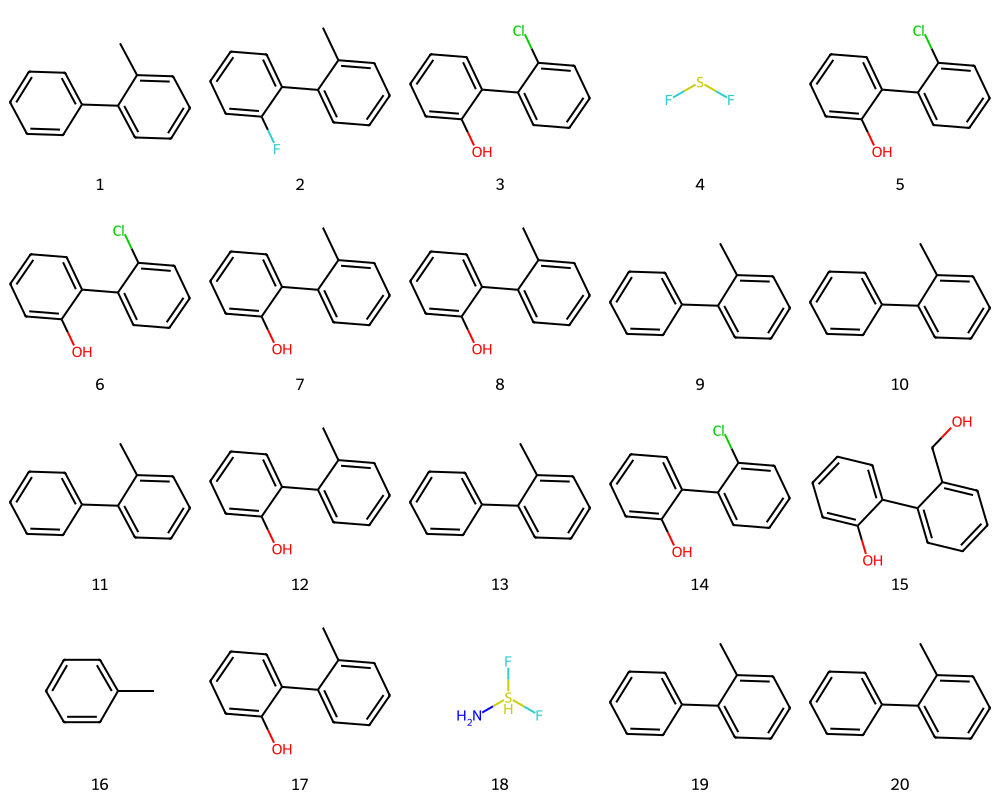 Cl Cl
F S F
F OH OH
1 2 3 4 5
Cl
OH OH OH
6 7 8 9 10
Cl OH
OH OH OH
11 12 13 14 15
F
H2N S H F
OH
16 17 18 19 20